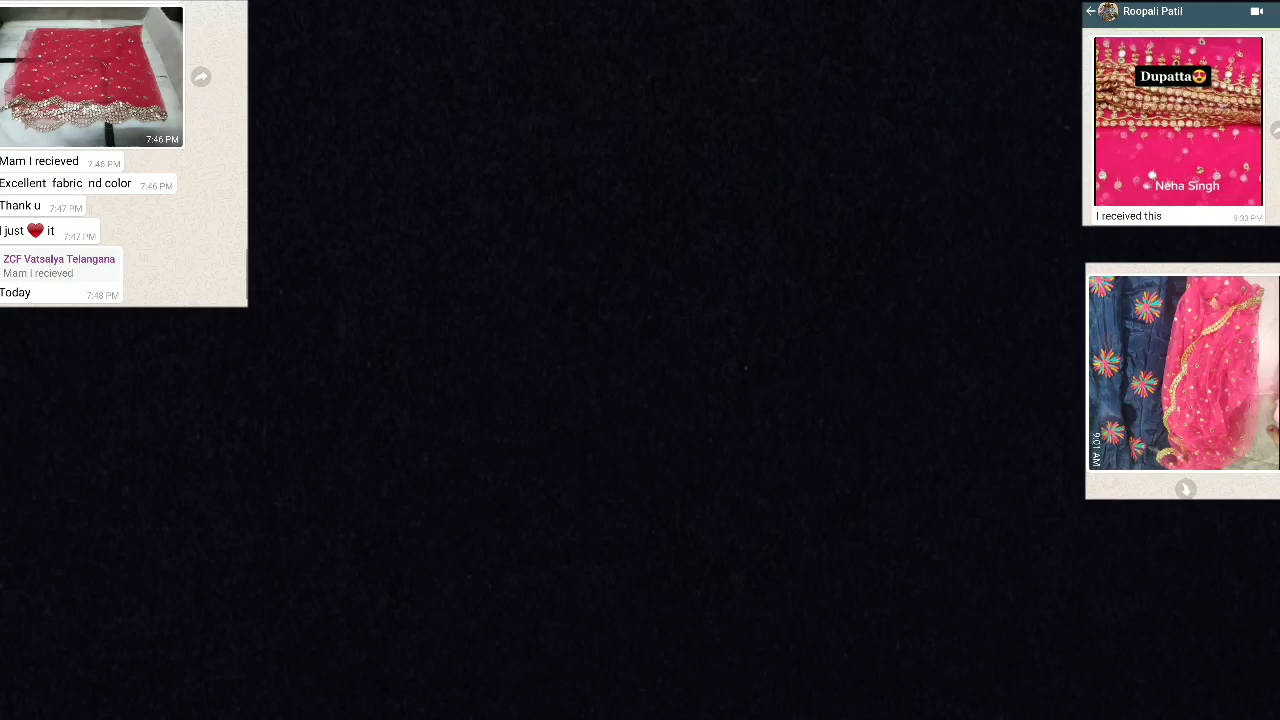 7:46 PM
Mam I recieved 7:46 PM
Excellent fabric nd color 7:46 PM
Thank u 7:47 PM
I just ❤️ it 7:47 PM
ZCF Vatsalya Telangana
Mam I recieved
Today 7:48 PM
Roopali Patil
Dupatta😍
Neha Singh
I received this 9:33 PM
9:01 AM